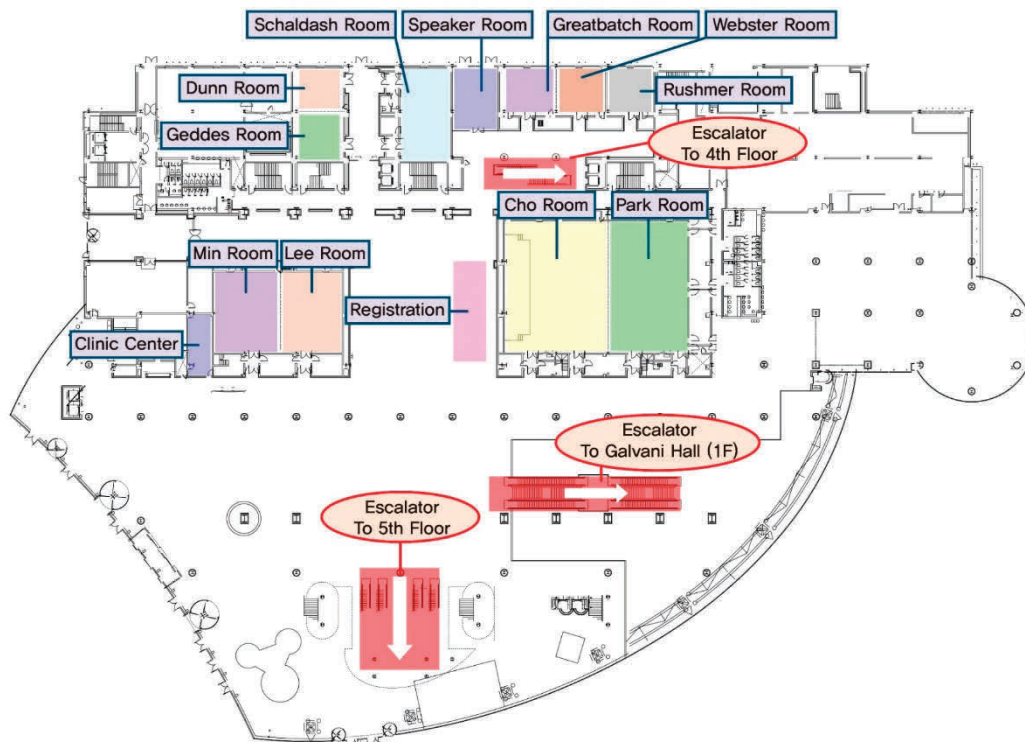 Schaldash Room
Speaker Room
Greatbatch Room
Webster Room
Dunn Room
Rushmer Room
Geddes Room
Escalator
To 4th Floor
Cho Room
Park Room
Min Room
Lee Room
Registration
Clinic Center
Escalator
To Galvani Hall (1F)
Escalator
To 5th Floor